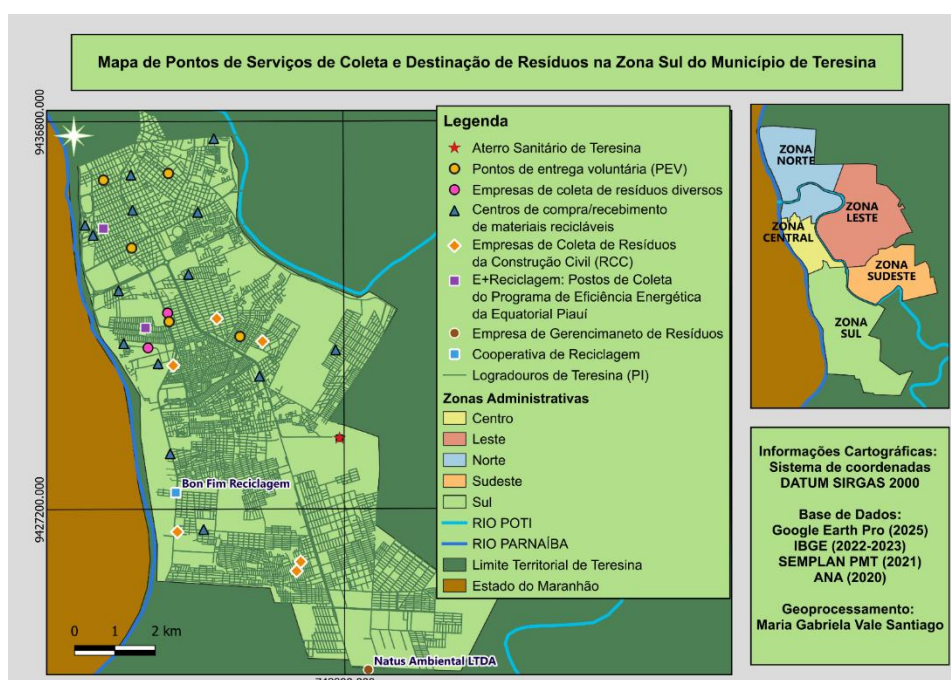 Mapa de Pontos de Serviços de Coleta e Destinação de Resíduos na Zona Sul do Município de Teresina
9436800.000
9427200.000
Legenda
Aterro Sanitário de Teresina
Pontos de entrega voluntária (PEV)
Empresas de coleta de resíduos diversos
Centros de compra/recebimento
de materiais recicláveis
Empresas de Coleta de Resíduos
da Construção Civil (RCC)
E+Reciclagem: Postos de Coleta
do Programa de Eficiência Energética
da Equatorial Piauí
Empresa de Gerencimaneto de Resíduos
Cooperativa de Reciclagem
Logradouros de Teresina (PI)
Zonas Administrativas
Centro
Leste
Norte
Sudeste
Sul
RIO POTI
RIO PARNAÍBA
Limite Territorial de Teresina
Estado do Maranhão
Bon Fim Reciclagem
Natus Ambiental LTDA
0 1 2 km
ZONA
NORTE
ZONA
LESTE
ZONA
CENTRAL
ZONA
SUDESTE
ZONA
SUL
Informações Cartográficas:
Sistema de coordenadas
DATUM SIRGAS 2000
Base de Dados:
Google Earth Pro (2025)
IBGE (2022-2023)
SEMPLAN PMT (2021)
ANA (2020)
Geoprocessamento:
Maria Gabriela Vale Santiago